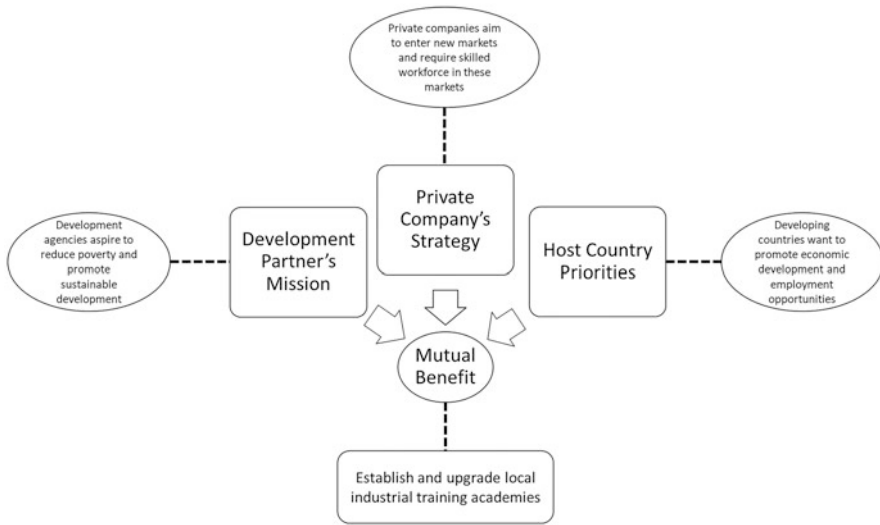 Private companies aim
to enter new markets
and require skilled
workforce in these
markets
Private
Company's
Strategy
Development
agencies aspire to
reduce poverty and
promote
sustainable
development
Development
Partner's
Mission
Host Country
Priorities
Developing
countries want to
promote economic
development and
employment
opportunities
Mutual
Benefit
Establish and upgrade local
industrial training academies